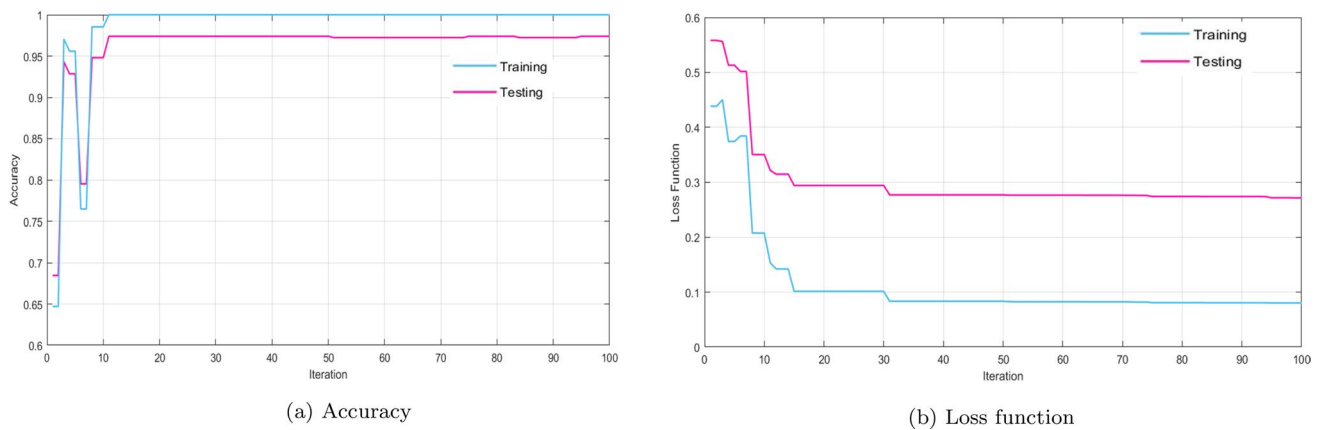 1
0.95
0.9
0.85
0.8
0.75
0.7
0.65
0.6
Accuracy
0 10 20 30 40 50 60 70 80 90 100
Iteration
Training
Testing
(a) Accuracy
0.6
0.5
0.4
0.3
0.2
0.1
0
Loss Function
0 10 20 30 40 50 60 70 80 90 100
Iteration
Training
Testing
(b) Loss function